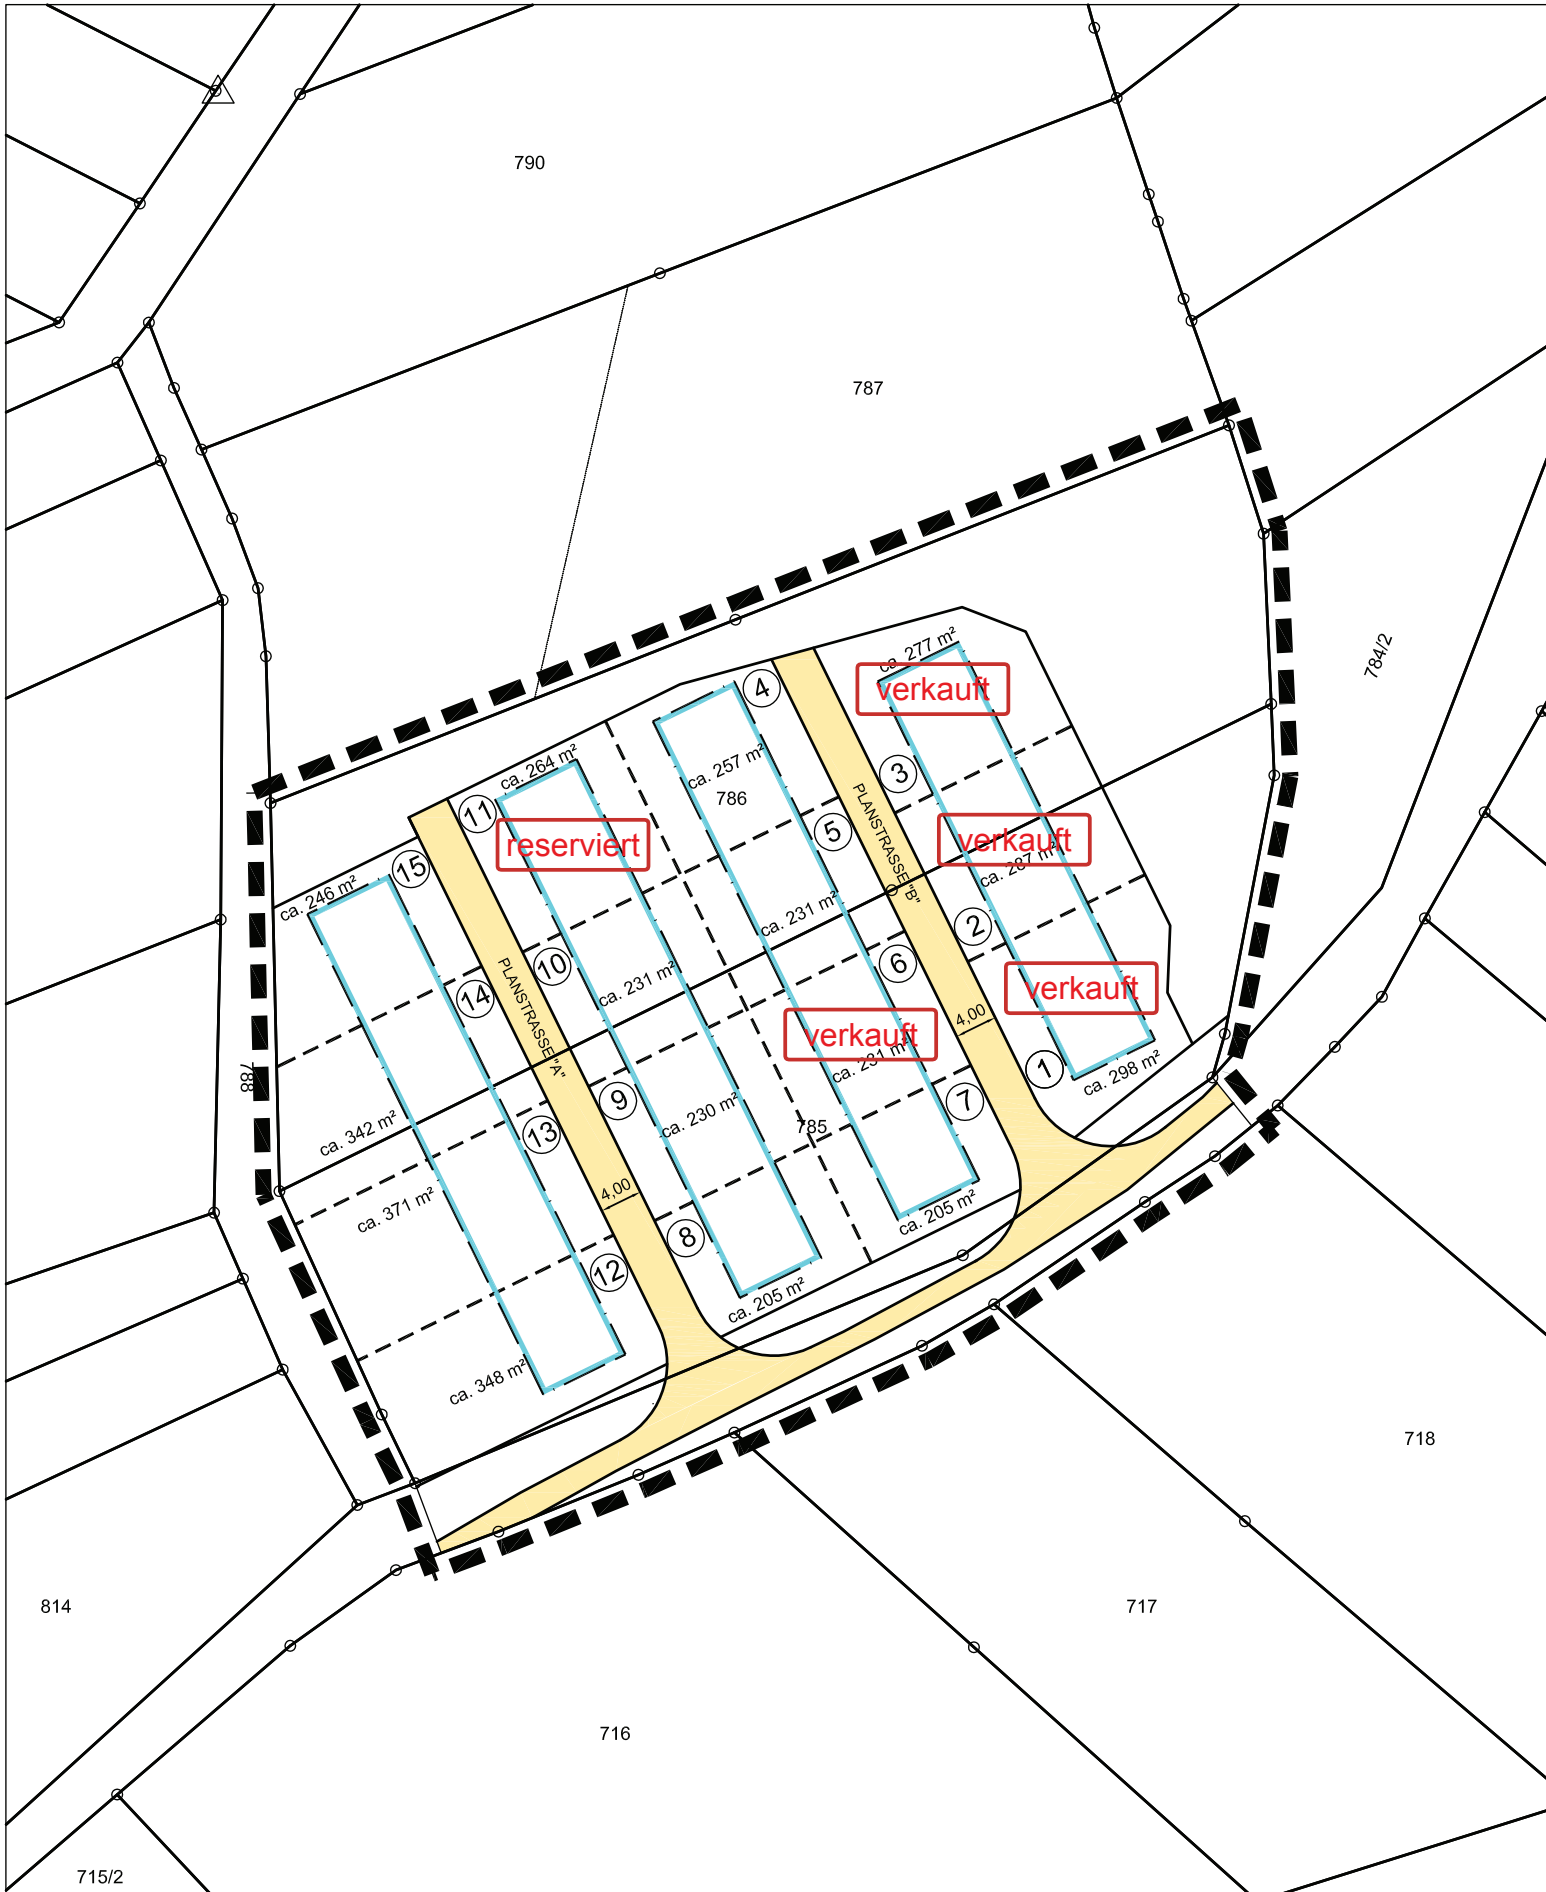 790
787
784/2
ca. 277 m²
verkauft
4
3
ca. 257 m²
786
ca. 264 m²
11
reserviert
5
PLANSTRASSE "B"
verkauft
ca. 287 m²
15
ca. 246 m²
ca. 231 m²
2
10
6
14
ca. 231 m²
PLANSTRASSE "A"
verkauft
4,00
verkauft
ca. 231 m²
1
ca. 298 m²
788
9
7
ca. 230 m²
785
13
ca. 342 m²
4,00
ca. 371 m²
8
ca. 205 m²
12
ca. 205 m²
ca. 348 m²
718
814
717
716
715/2